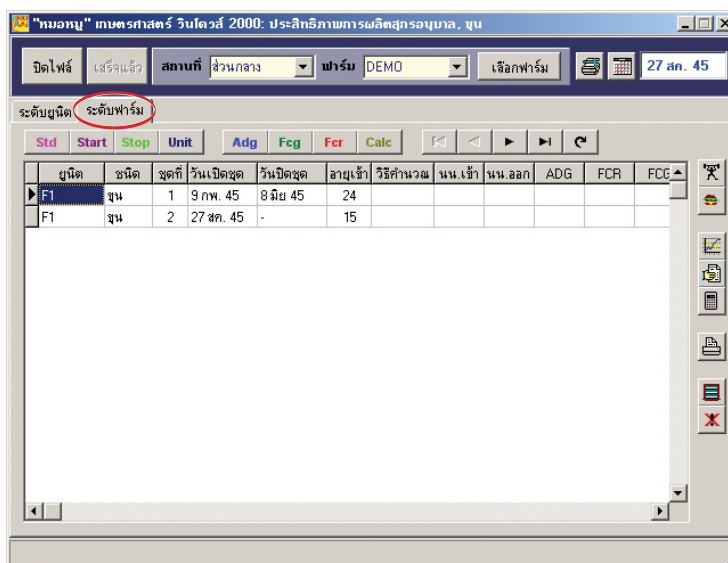 "หมอหมู" เกษตรศาสตร์ วินโดวส์ 2000: ประสิทธิภาพการผลิตสุกรอนุบาล, ขุน
ปิดไฟล์ เสร็จแล้ว สถานที่ ส่วนกลาง ฟาร์ม DEMO เลือกฟาร์ม 27 สค. 45
ระดับยูนิต ระดับฟาร์ม
Std Start Stop Unit Adg Fcg Fcr Calc
ยูนิต ชนิด ชุดที่ วันเปิดชุด วันปิดชุด อายุเข้า วิธีคำนวณ นน.เข้า นน.ออก ADG FCR FCG
F1 ขุน 1 9 กพ. 45 8 มิย 45 24
F1 ขุน 2 27 สค. 45 - 15